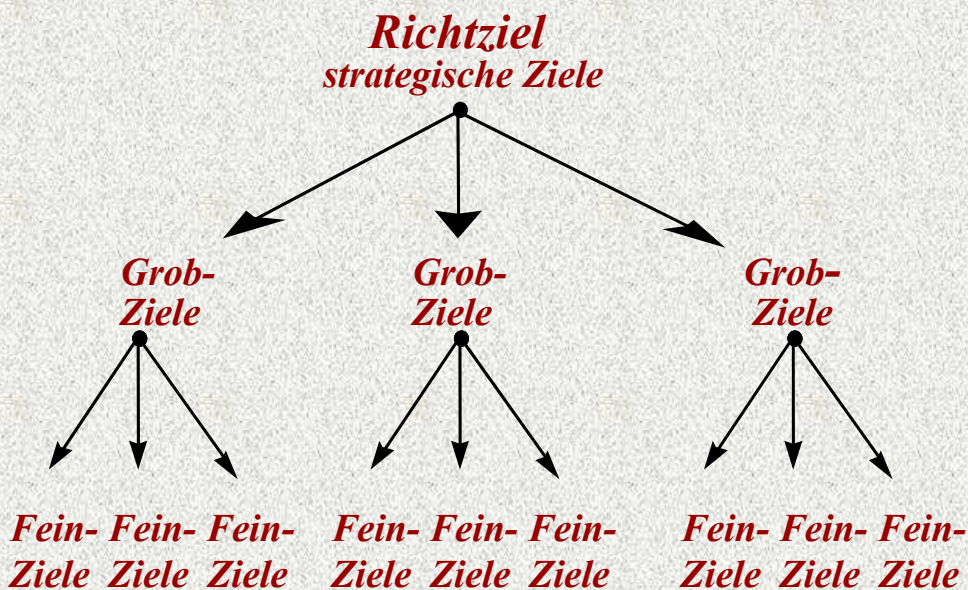 Richtziel
strategische Ziele
Grob-
Ziele
Grob-
Ziele
Grob-
Ziele
Fein- Fein- Fein-
Ziele Ziele Ziele
Fein- Fein- Fein-
Ziele Ziele Ziele
Fein- Fein- Fein-
Ziele Ziele Ziele